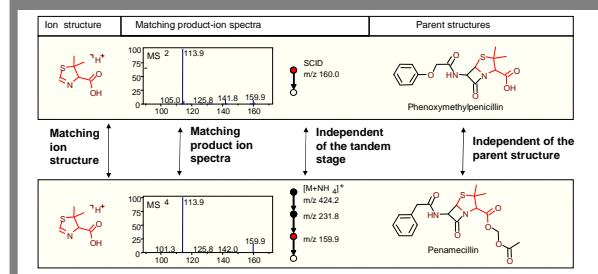 Ion structure Matching product-ion spectra Parent structures
S
N
O
OH
H+
MS 2
113.9
100
75
50
25
0
105.0 125.8 141.8 159.9
100 120 140 160
SCID
m/z 160.0
O
O
HN
S
N
O
O
OH
Phenoxymethylpenicillin
Matching
ion
structure
Matching
product ion
spectra
Independent
of the tandem
stage
Independent of the
parent structure
S
N
O
OH
H+
MS 4
113.9
100
75
50
25
0
101.3 125.8 142.0 159.9
100 120 140 160
[M+NH4]+
m/z 424.2
m/z 231.8
m/z 159.9
O
HN
S
N
O
O
O
O
O
Penamecillin